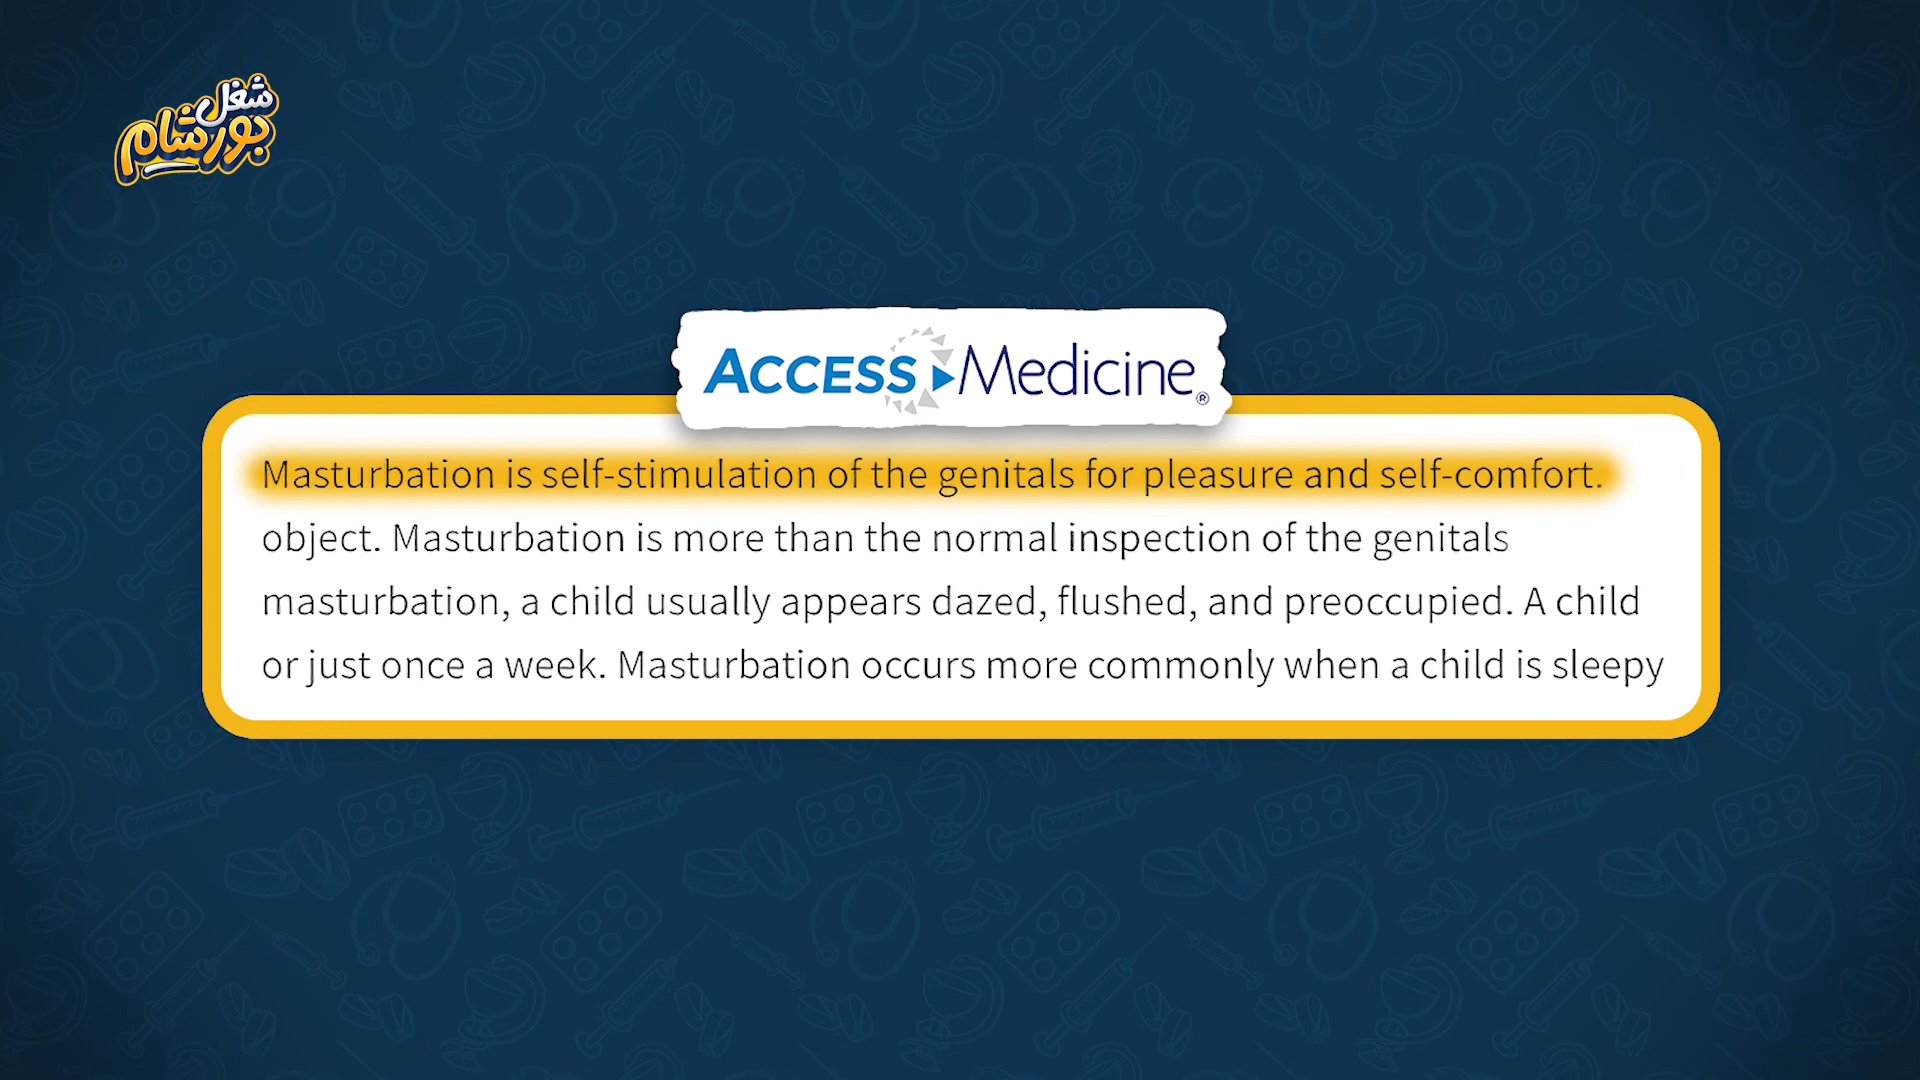 شغل
بورشام
ACCESS Medicine®
Masturbation is self-stimulation of the genitals for pleasure and self-comfort.
object. Masturbation is more than the normal inspection of the genitals
masturbation, a child usually appears dazed, flushed, and preoccupied. A child
or just once a week. Masturbation occurs more commonly when a child is sleepy